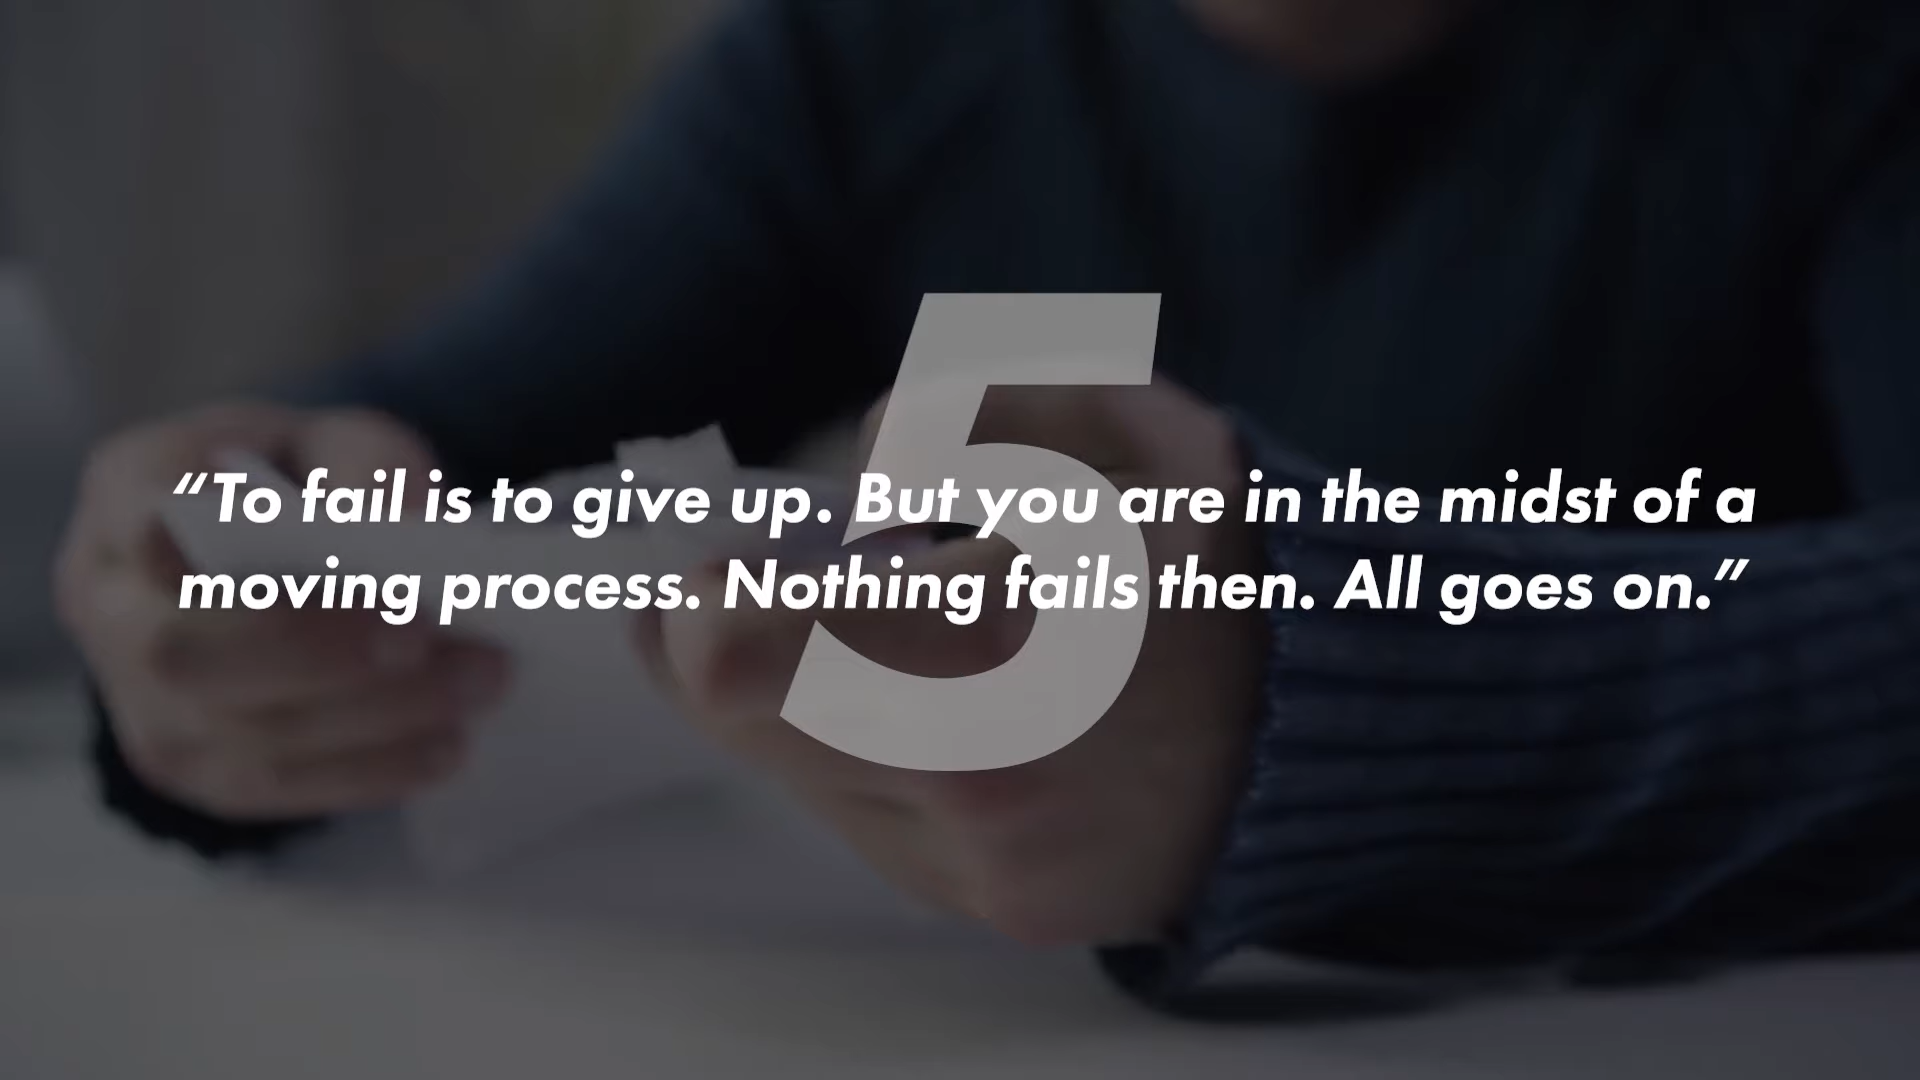 5
“To fail is to give up. But you are in the midst of a
moving process. Nothing fails then. All goes on.”